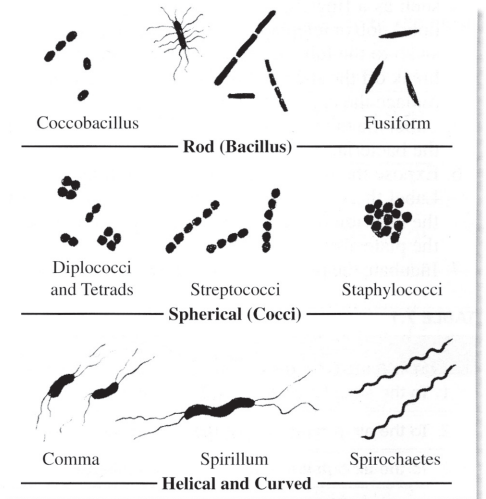 Coccobacillus Fusiform
Rod (Bacillus)
Diplococci
and Tetrads Streptococci Staphylococci
Spherical (Cocci)
Comma Spirillum Spirochaetes
Helical and Curved